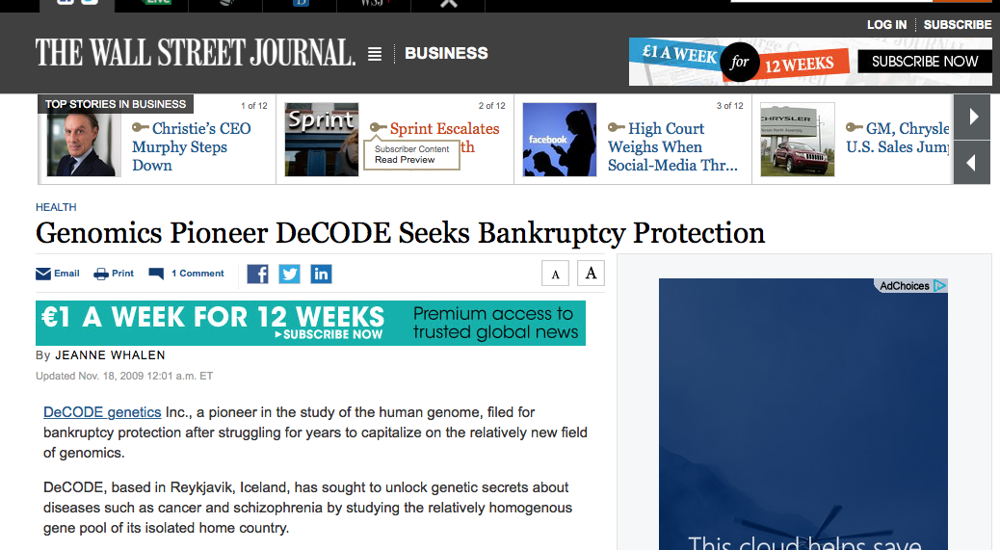 LIVE
WSJ
LOG IN
SUBSCRIBE
THE WALL STREET JOURNAL.
BUSINESS
£1 A WEEK for 12 WEEKS
SUBSCRIBE NOW
TOP STORIES IN BUSINESS
1 of 12
Christie's CEO
Murphy Steps
Down
2 of 12
Sprint
Sprint Escalates
th
Subscriber Content
Read Preview
3 of 12
facebook
High Court
Weighs When
Social-Media Thr...
CHRYSLER
GM, Chrysle
U.S. Sales Jum
HEALTH
Genomics Pioneer DeCODE Seeks Bankruptcy Protection
Email
Print
1 Comment
A
A
AdChoices
€1 A WEEK FOR 12 WEEKS
SUBSCRIBE NOW
Premium access to
trusted global news
By JEANNE WHALEN
Updated Nov. 18, 2009 12:01 a.m. ET
DeCODE genetics Inc., a pioneer in the study of the human genome, filed for
bankruptcy protection after struggling for years to capitalize on the relatively new field
of genomics.
DeCODE, based in Reykjavik, Iceland, has sought to unlock genetic secrets about
diseases such as cancer and schizophrenia by studying the relatively homogenous
gene pool of its isolated home country.
This cloud helps save